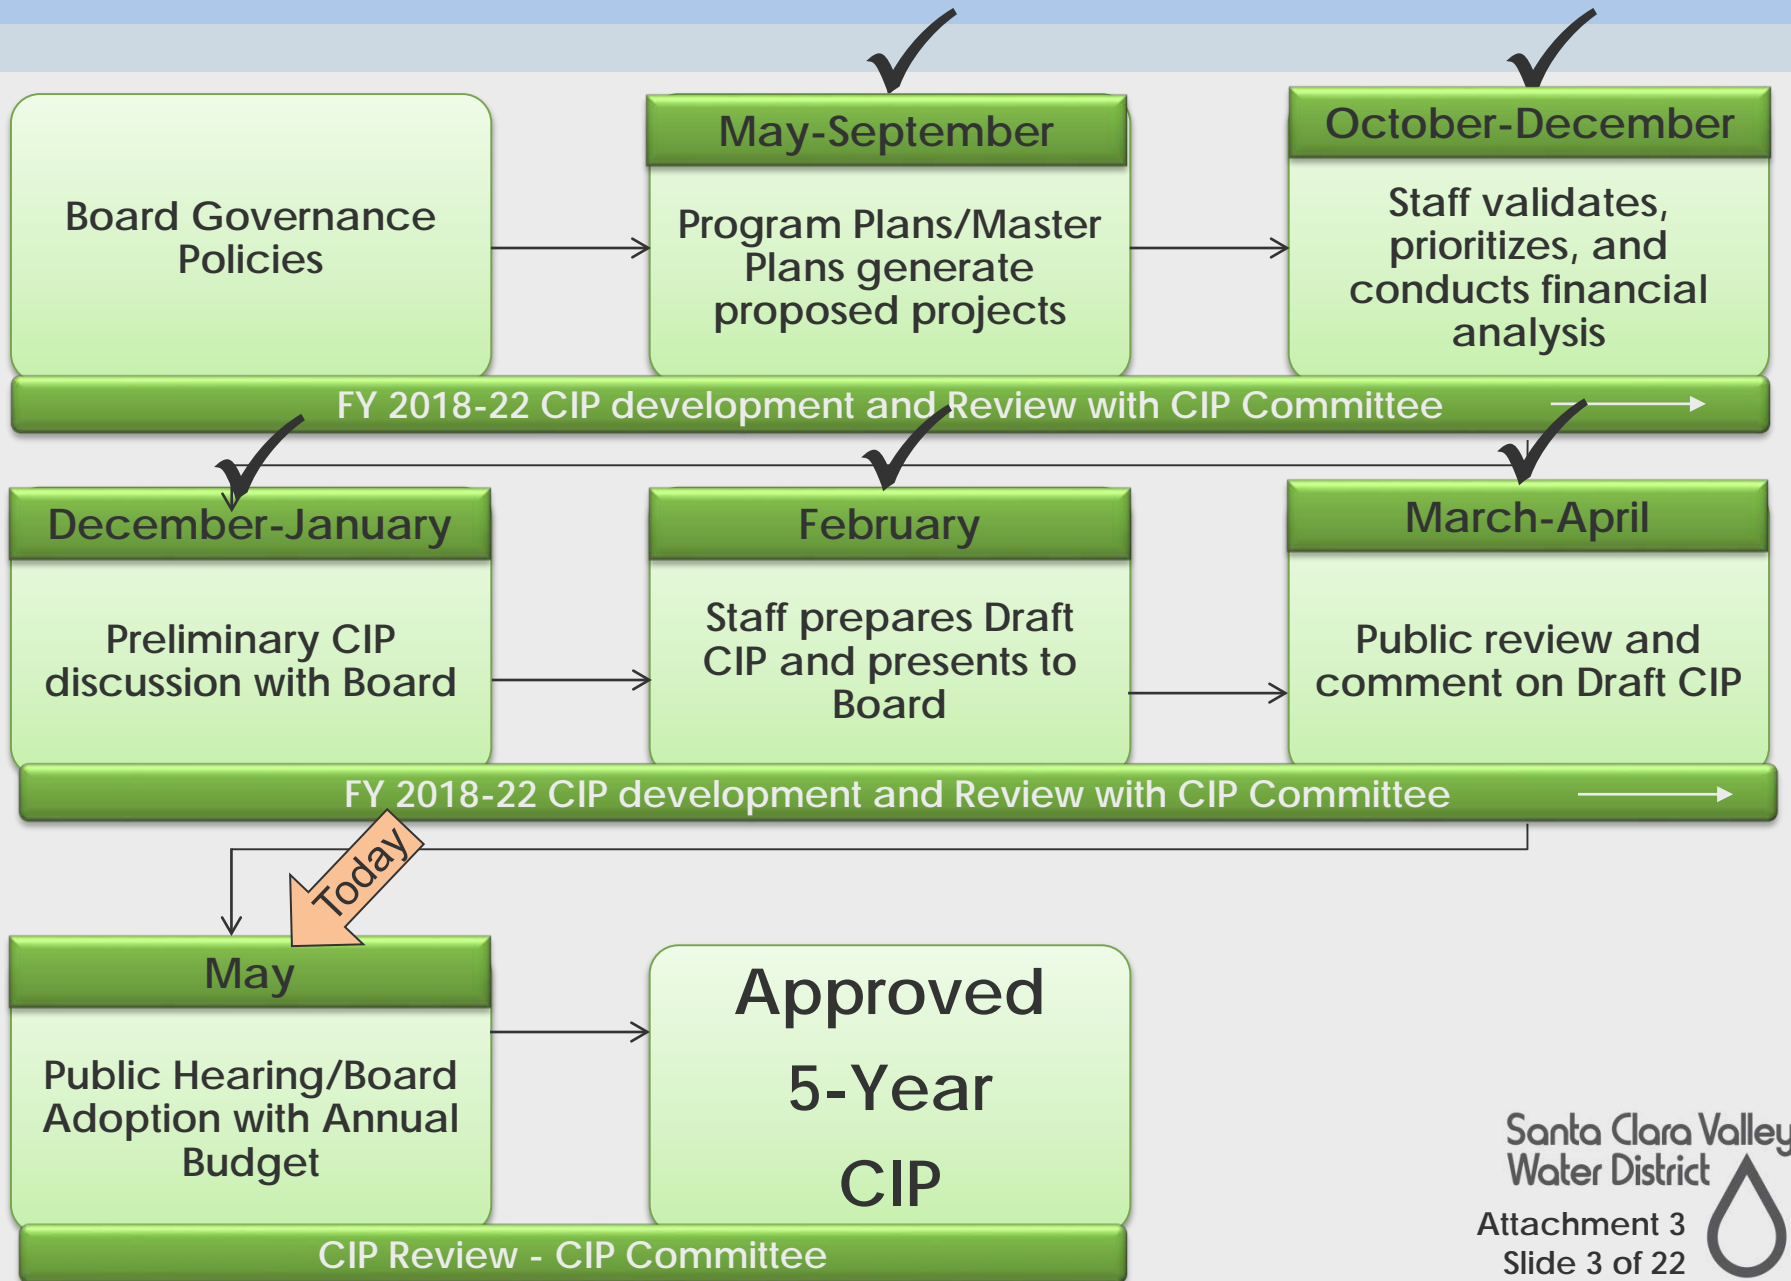 Board Governance
Policies
May-September
Program Plans/Master
Plans generate
proposed projects
October-December
Staff validates,
prioritizes, and
conducts financial
analysis
FY 2018-22 CIP development and Review with CIP Committee
December-January
Preliminary CIP
discussion with Board
February
Staff prepares Draft
CIP and presents to
Board
March-April
Public review and
comment on Draft CIP
FY 2018-22 CIP development and Review with CIP Committee
Today
May
Public Hearing/Board
Adoption with Annual
Budget
Approved
5-Year
CIP
CIP Review - CIP Committee
Santa Clara Valley
Water District
Attachment 3
Slide 3 of 22